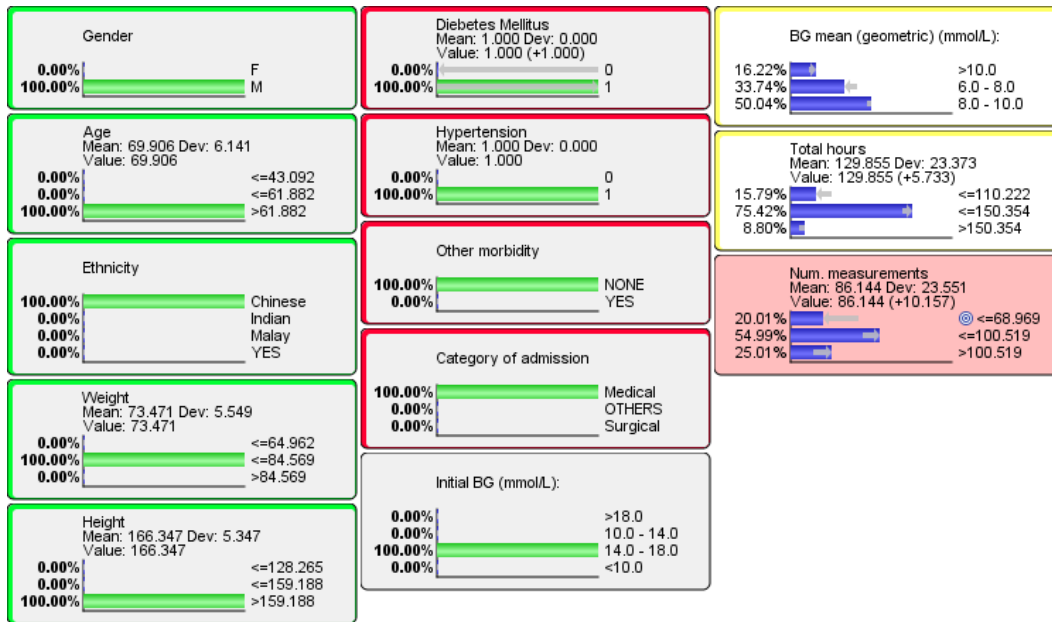 Gender
0.00% F
100.00% M
Age
Mean: 69.906 Dev: 6.141
Value: 69.906
0.00% <=43.092
0.00% <=61.882
100.00% >61.882
Ethnicity
100.00% Chinese
0.00% Indian
0.00% Malay
0.00% YES
Weight
Mean: 73.471 Dev: 5.549
Value: 73.471
0.00% <=64.962
100.00% <=84.569
0.00% >84.569
Height
Mean: 166.347 Dev: 5.347
Value: 166.347
0.00% <=128.265
0.00% <=159.188
100.00% >159.188
Diebetes Mellitus
Mean: 1.000 Dev: 0.000
Value: 1.000 (+1.000)
0.00% 0
100.00% 1
Hypertension
Mean: 1.000 Dev: 0.000
Value: 1.000
0.00% 0
100.00% 1
Other morbidity
100.00% NONE
0.00% YES
Category of admission
100.00% Medical
0.00% OTHERS
0.00% Surgical
Initial BG (mmol/L):
0.00% >18.0
0.00% 10.0 - 14.0
100.00% 14.0 - 18.0
0.00% <10.0
BG mean (geometric) (mmol/L):
16.22% >10.0
33.74% 6.0 - 8.0
50.04% 8.0 - 10.0
Total hours
Mean: 129.855 Dev: 23.373
Value: 129.855 (+5.733)
15.79% <=110.222
75.42% <=150.354
8.80% >150.354
Num. measurements
Mean: 86.144 Dev: 23.551
Value: 86.144 (+10.157)
20.01% <=68.969
54.99% <=100.519
25.01% >100.519